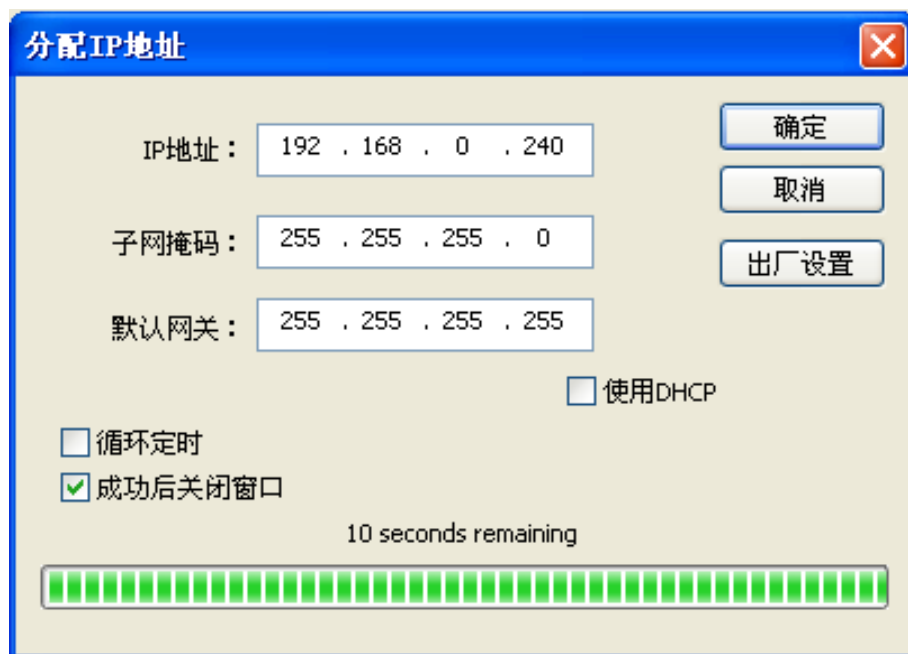 分配IP地址
IP地址：
192 . 168 . 0 . 240
确定
取消
子网掩码：
255 . 255 . 255 . 0
出厂设置
默认网关：
255 . 255 . 255 . 255
使用DHCP
循环定时
成功后关闭窗口
10 seconds remaining